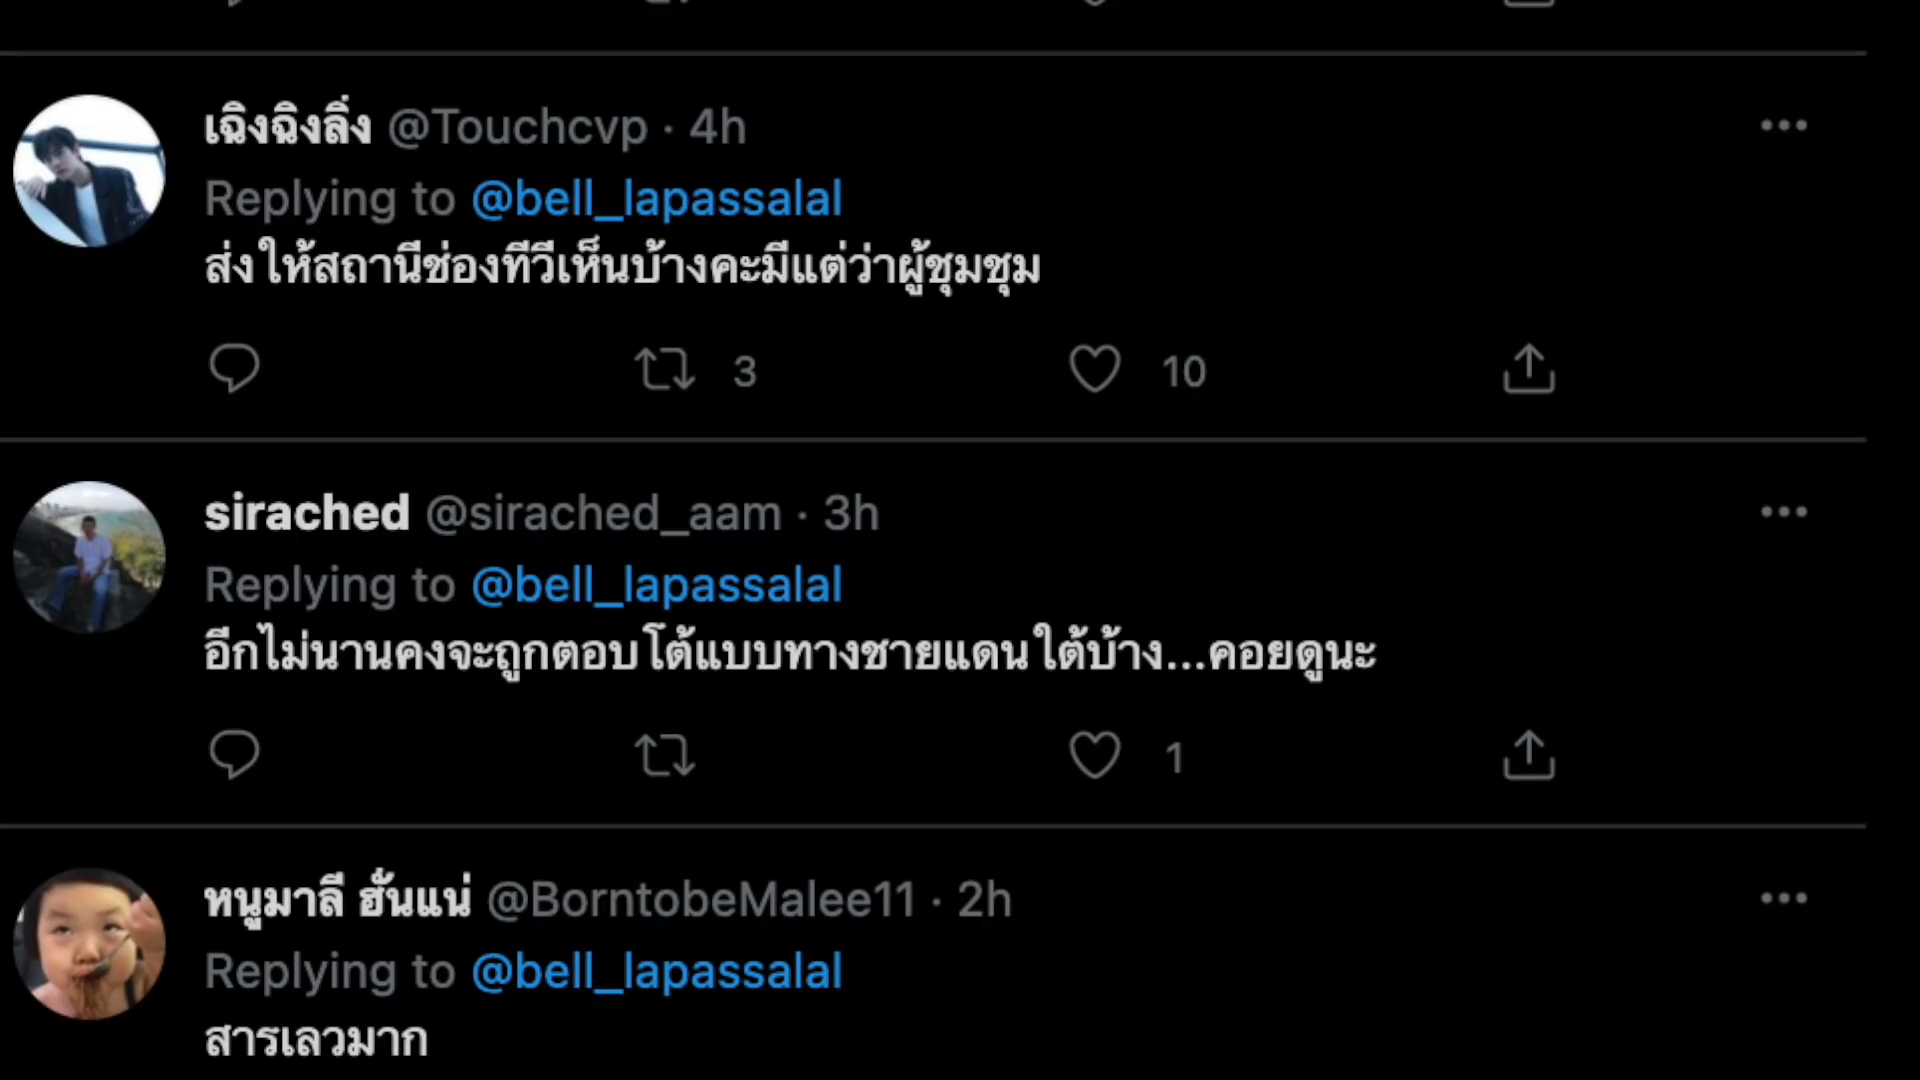 เฉิงฉิงลิ่ง @Touchcvp · 4h
Replying to @bell_lapassalal
ส่งให้สถานีช่องทีวีเห็นบ้างคะมีแต่ว่าผู้ชุมชุม
3 10
sirached @sirached_aam · 3h
Replying to @bell_lapassalal
อีกไม่นานคงจะถูกตอบโต้แบบทางชายแดนใต้บ้าง...คอยดูนะ
1
หนูมาลี ฮั่นแน่ @BorntobeMalee11 · 2h
Replying to @bell_lapassalal
สารเลวมาก